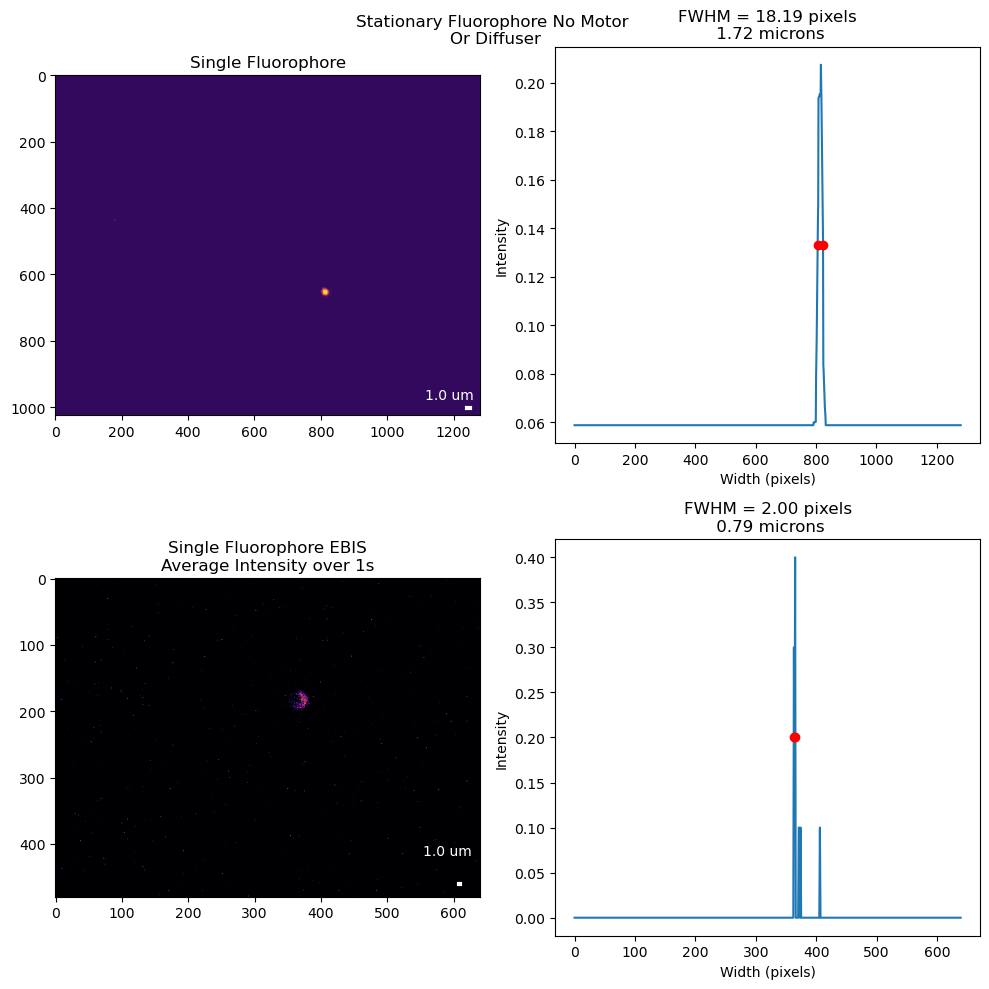 Stationary Fluorophore No Motor
Or Diffuser
Single Fluorophore
0
200
400
600
800
1000
0 200 400 600 800 1000 1200
1.0 um
FWHM = 18.19 pixels
1.72 microns
Intensity
0.20
0.18
0.16
0.14
0.12
0.10
0.08
0.06
0 200 400 600 800 1000 1200
Width (pixels)
Single Fluorophore EBIS
Average Intensity over 1s
0
100
200
300
400
0 100 200 300 400 500 600
1.0 um
FWHM = 2.00 pixels
0.79 microns
Intensity
0.40
0.35
0.30
0.25
0.20
0.15
0.10
0.05
0.00
0 100 200 300 400 500 600
Width (pixels)